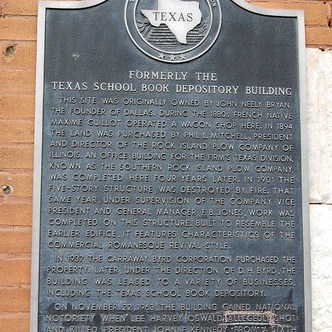 TEXAS
FORMERLY THE
TEXAS SCHOOL BOOK DEPOSITORY BUILDING
THIS SITE WAS ORIGINALLY OWNED BY JOHN NEELY BRYAN,
THE FOUNDER OF DALLAS. DURING THE 1880s FRENCH NATIVE
MAXIME GUILLOT OPERATED A WAGON SHOP HERE. IN 1894
THE LAND WAS PURCHASED BY PHIL L. MITCHELL, PRESIDENT
AND DIRECTOR OF THE ROCK ISLAND PLOW COMPANY OF
ILLINOIS. AN OFFICE BUILDING FOR THE FIRM'S TEXAS DIVISION,
KNOWN AS THE SOUTHERN ROCK ISLAND PLOW COMPANY,
WAS COMPLETED HERE FOUR YEARS LATER. IN 1901 THE
FIVE-STORY STRUCTURE WAS DESTROYED BY FIRE. THAT
SAME YEAR, UNDER SUPERVISION OF THE COMPANY VICE
PRESIDENT AND GENERAL MANAGER F. B. JONES, WORK WAS
COMPLETED ON THIS STRUCTURE. BUILT TO RESEMBLE THE
EARLIER EDIFICE, IT FEATURES CHARACTERISTICS OF THE
COMMERCIAL ROMANESQUE REVIVAL STYLE.
IN 1937 THE CARRAWAY BYRD CORPORATION PURCHASED THE
PROPERTY. LATER, UNDER THE DIRECTION OF D. H. BYRD, THE
BUILDING WAS LEASED TO A VARIETY OF BUSINESSES,
INCLUDING THE TEXAS SCHOOL BOOK DEPOSITORY.
ON NOVEMBER 22, 1963, THE BUILDING GAINED NATIONAL
NOTORIETY WHEN LEE HARVEY OSWALD ALLEGEDLY SHOT
AND KILLED PRESIDENT JOHN F. KENNEDY FROM A SIXTH